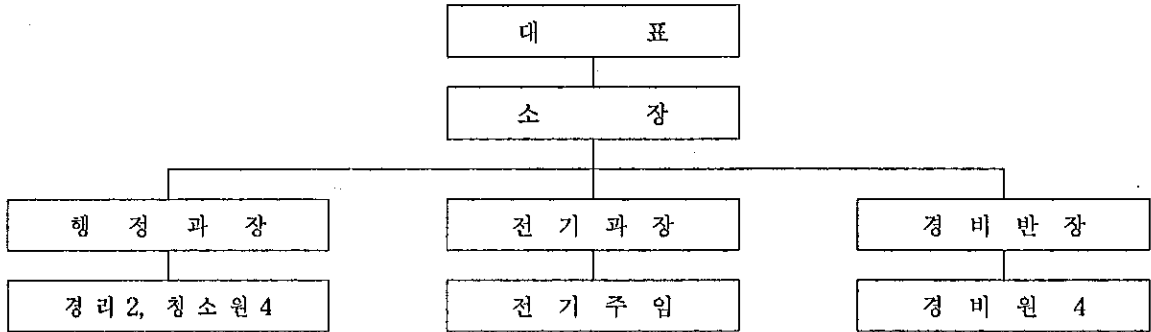 대 표
소 장
행 정 과 장
전 기 과 장
경 비 반 장
경 리 2, 청 소 원 4
전 기 주 임
경 비 원 4